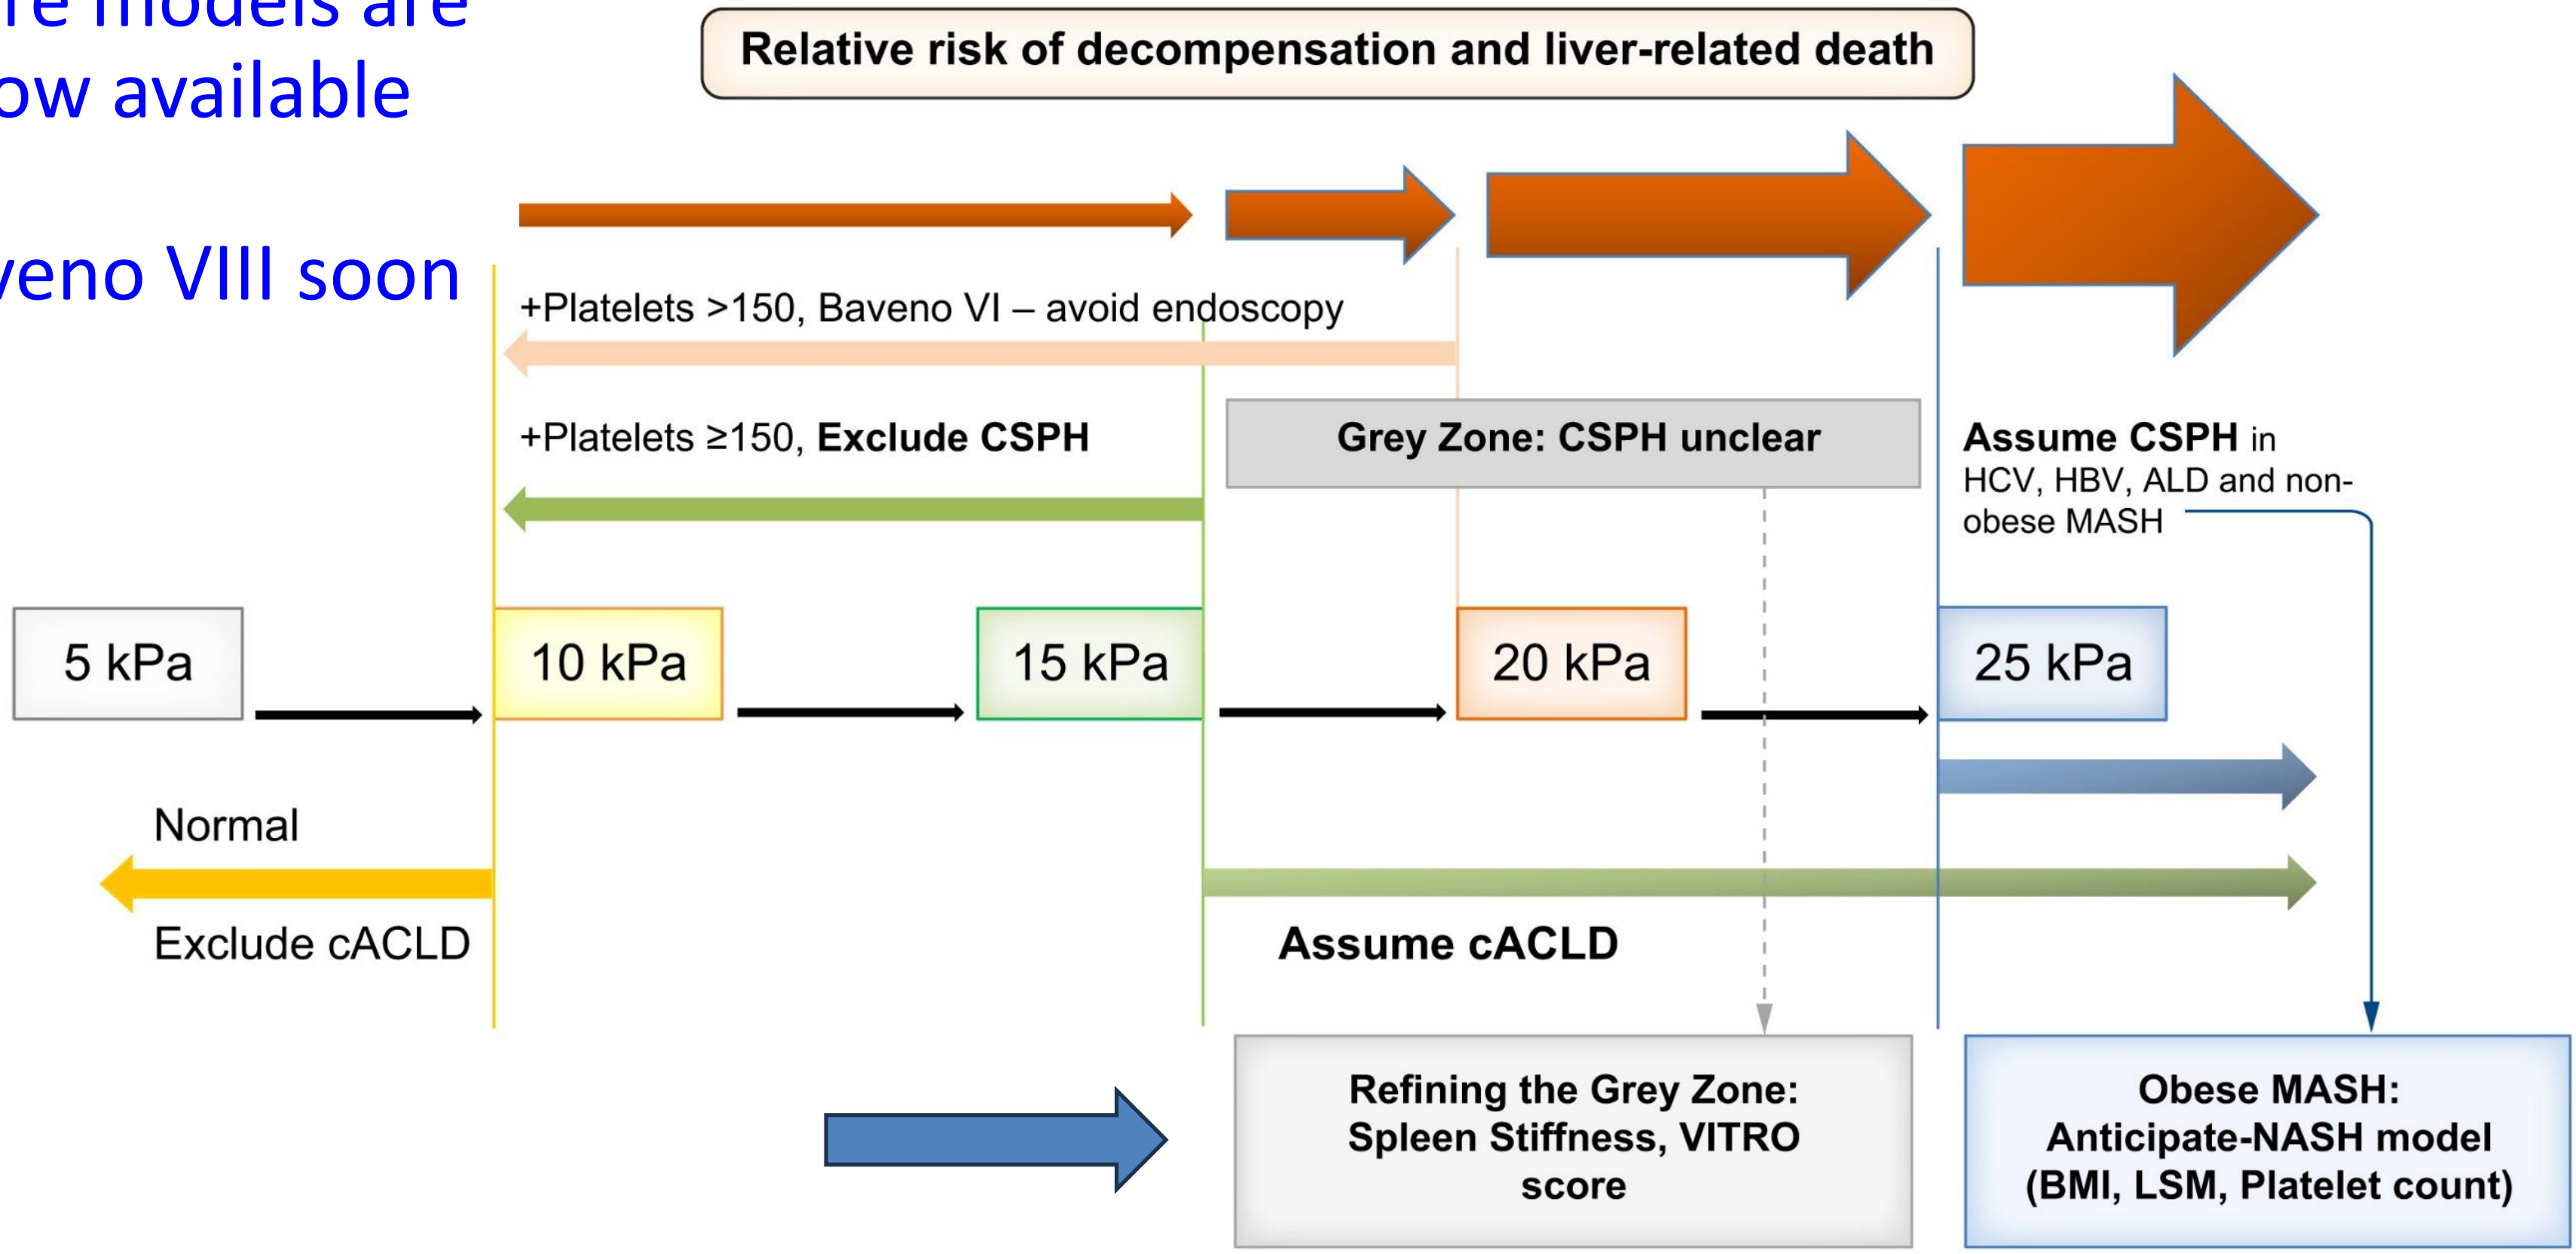 models are
available
Relative risk of decompensation and liver-related death
VIII soon
+Platelets >150, Baveno VI – avoid endoscopy
+Platelets ≥150, Exclude CSPH
Grey Zone: CSPH unclear
Assume CSPH in
HCV, HBV, ALD and non-
obese MASH
5 kPa
10 kPa
15 kPa
20 kPa
25 kPa
Normal
Exclude cACLD
Assume cACLD
Refining the Grey Zone:
Spleen Stiffness, VITRO
score
Obese MASH:
Anticipate-NASH model
(BMI, LSM, Platelet count)